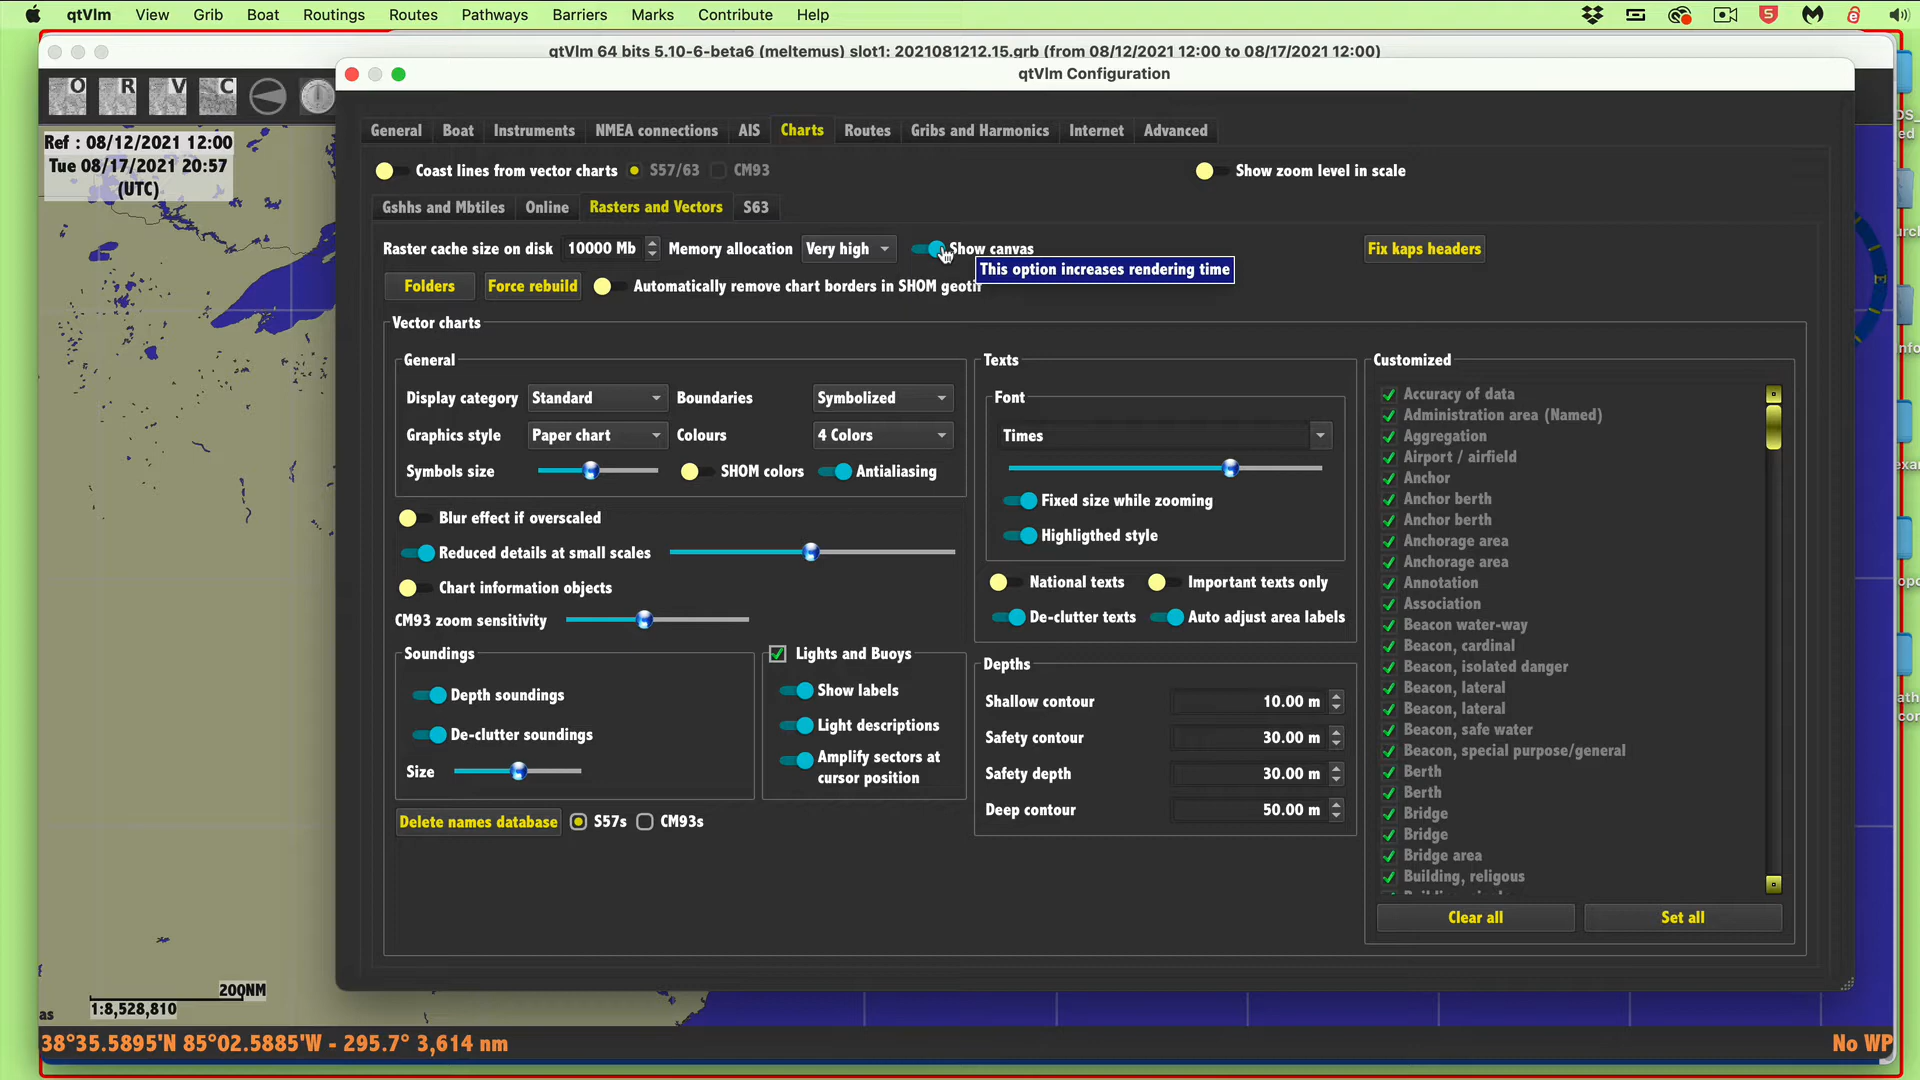 qtVlm View Grib Boat Routings Routes Pathways Barriers Marks Contribute Help
qtVlm 64 bits 5.10-6-beta6 (meltemus) slot1: 2021081212.15.grb (from 08/12/2021 12:00 to 08/17/2021 12:00)
qtVlm Configuration
O R V C
Ref : 08/12/2021 12:00
Tue 08/17/2021 20:57
(UTC)
General Boat Instruments NMEA connections AIS Charts Routes Gribs and Harmonics Internet Advanced
Coast lines from vector charts S57/63 CM93 Show zoom level in scale
Gshhs and Mbtiles Online Rasters and Vectors S63
Raster cache size on disk 10000 Mb Memory allocation Very high Show canvas Fix kaps headers
This option increases rendering time
Folders Force rebuild Automatically remove chart borders in SHOM geotif
Vector charts
General
Display category Standard Boundaries Symbolized
Graphics style Paper chart Colours 4 Colors
Symbols size SHOM colors Antialiasing
Blur effect if overscaled
Reduced details at small scales
Chart information objects
CM93 zoom sensitivity
Soundings
Depth soundings
De-clutter soundings
Size
Lights and Buoys
Show labels
Light descriptions
Amplify sectors at
cursor position
Delete names database S57s CM93s
Texts
Font
Times
Fixed size while zooming
Highligthed style
National texts Important texts only
De-clutter texts Auto adjust area labels
Depths
Shallow contour 10.00 m
Safety contour 30.00 m
Safety depth 30.00 m
Deep contour 50.00 m
Customized
Accuracy of data
Administration area (Named)
Aggregation
Airport / airfield
Anchor
Anchor berth
Anchor berth
Anchorage area
Anchorage area
Annotation
Association
Beacon water-way
Beacon, cardinal
Beacon, isolated danger
Beacon, lateral
Beacon, lateral
Beacon, safe water
Beacon, special purpose/general
Berth
Berth
Bridge
Bridge
Bridge area
Building, religous
Clear all Set all
200NM
1:8,528,810
as
38°35.5895'N 85°02.5885'W - 295.7° 3,614 nm
No WP